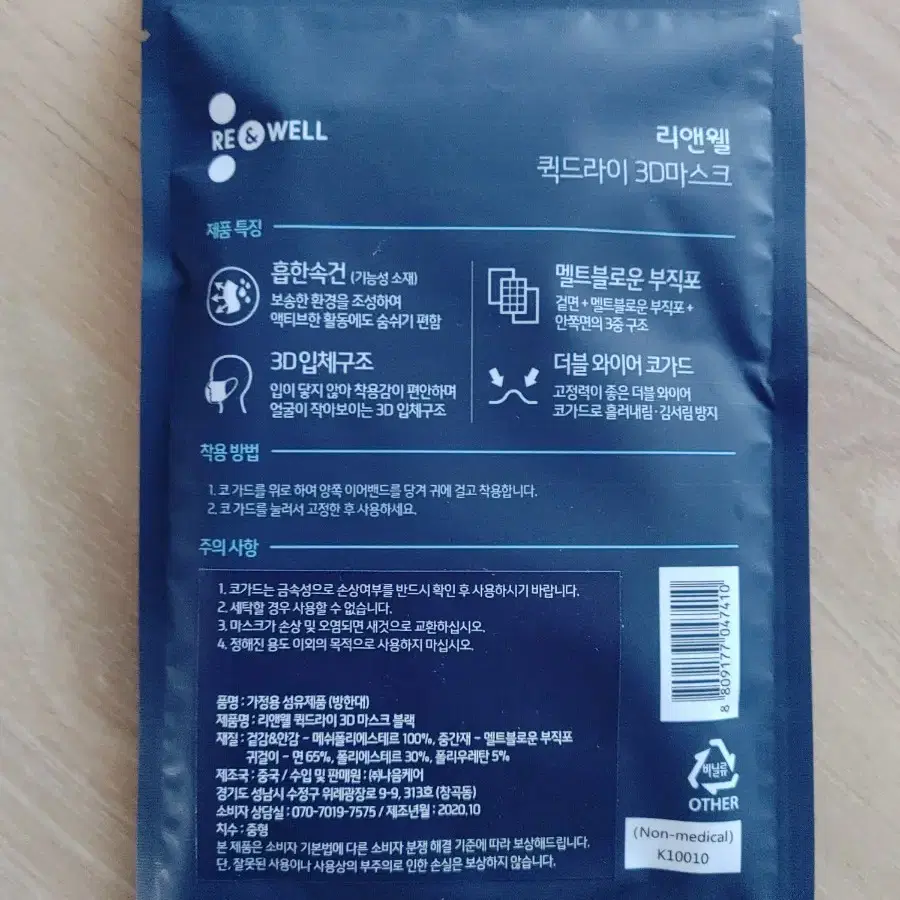 RE & WELL
리앤웰
퀵드라이 3D마스크
제품 특징
흡한속건 (기능성 소재)
보송한 환경을 조성하여
액티브한 활동에도 숨쉬기 편함
멜트블로운 부직포
겉면 + 멜트블로운 부직포 +
안쪽면의 3중 구조
3D 입체구조
입이 닿지 않아 착용감이 편안하며
얼굴이 작아보이는 3D 입체구조
더블 와이어 코가드
고정력이 좋은 더블 와이어
코가드로 흘러내림·김서림 방지
착용 방법
1. 코 가드를 위로 하여 양쪽 이어밴드를 당겨 귀에 걸고 착용합니다.
2. 코 가드를 눌러서 고정한 후 사용하세요.
주의 사항
1. 코가드는 금속성으로 손상여부를 반드시 확인 후 사용하시기 바랍니다.
2. 세탁할 경우 사용할 수 없습니다.
3. 마스크가 손상 및 오염되면 새것으로 교환하십시오.
4. 정해진 용도 이외의 목적으로 사용하지 마십시오.
품명 : 가정용 섬유제품 (방한대)
제품명 : 리앤웰 퀵드라이 3D 마스크 블랙
재질 : 겉감&안감 - 메쉬폴리에스테르 100%, 중간재 - 멜트블로운 부직포
귀걸이 - 면 65%, 폴리에스테르 30%, 폴리우레탄 5%
제조국 : 중국 / 수입 및 판매원 : ㈜나음케어
경기도 성남시 수정구 위례광장로 9-9, 313호 (창곡동)
소비자 상담실 : 070-7019-7575 / 제조년월 : 2020.10
치수 : 중형
본 제품은 소비자 기본법에 다른 소비자 분쟁 해결 기준에 따라 보상해드립니다.
단, 잘못된 사용이나 사용상의 부주의로 인한 손실은 보상하지 않습니다.
8 809177 047410
비닐류
OTHER
(Non-medical)
K10010